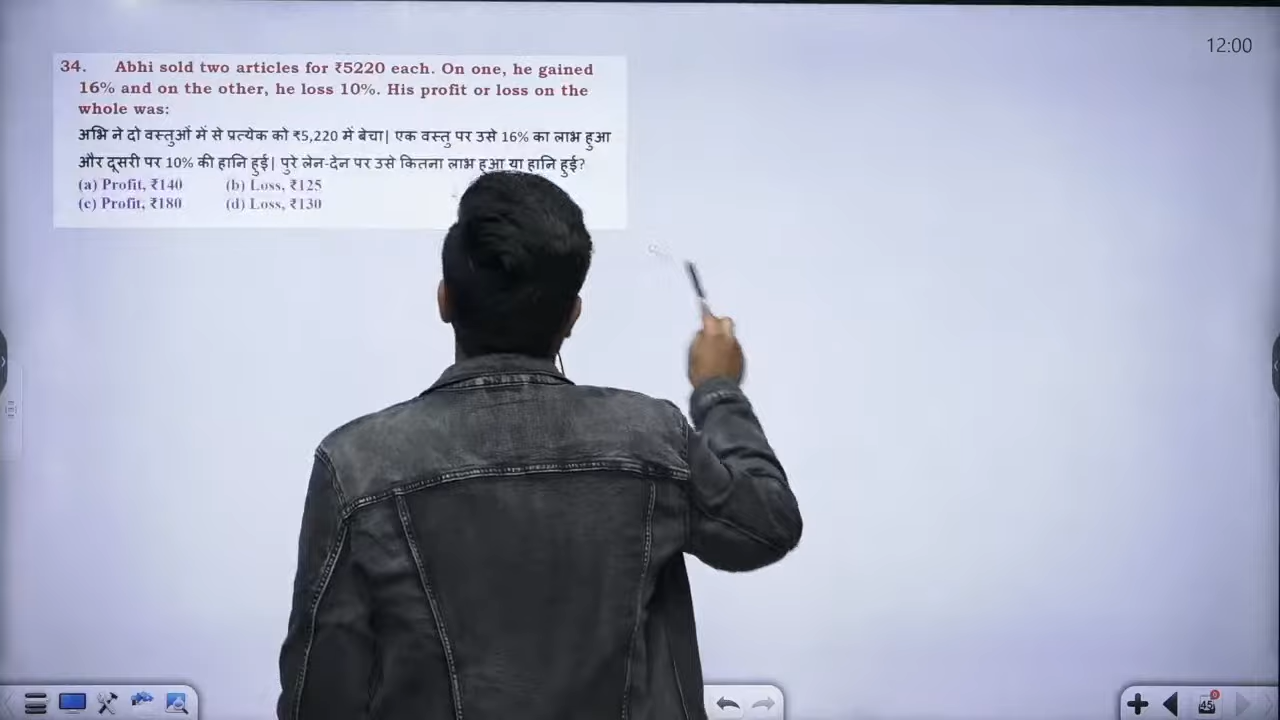 12:00
34. Abhi sold two articles for ₹5220 each. On one, he gained
16% and on the other, he loss 10%. His profit or loss on the
whole was:
अभि ने दो वस्तुओं में से प्रत्येक को ₹5,220 में बेचा| एक वस्तु पर उसे 16% का लाभ हुआ
और दूसरी पर 10% की हानि हुई| पुरे लेन-देन पर उसे कितना लाभ हुआ या हानि हुई?
(a) Profit, ₹140 (b) Loss, ₹125
(c) Profit, ₹180 (d) Loss, ₹130
45